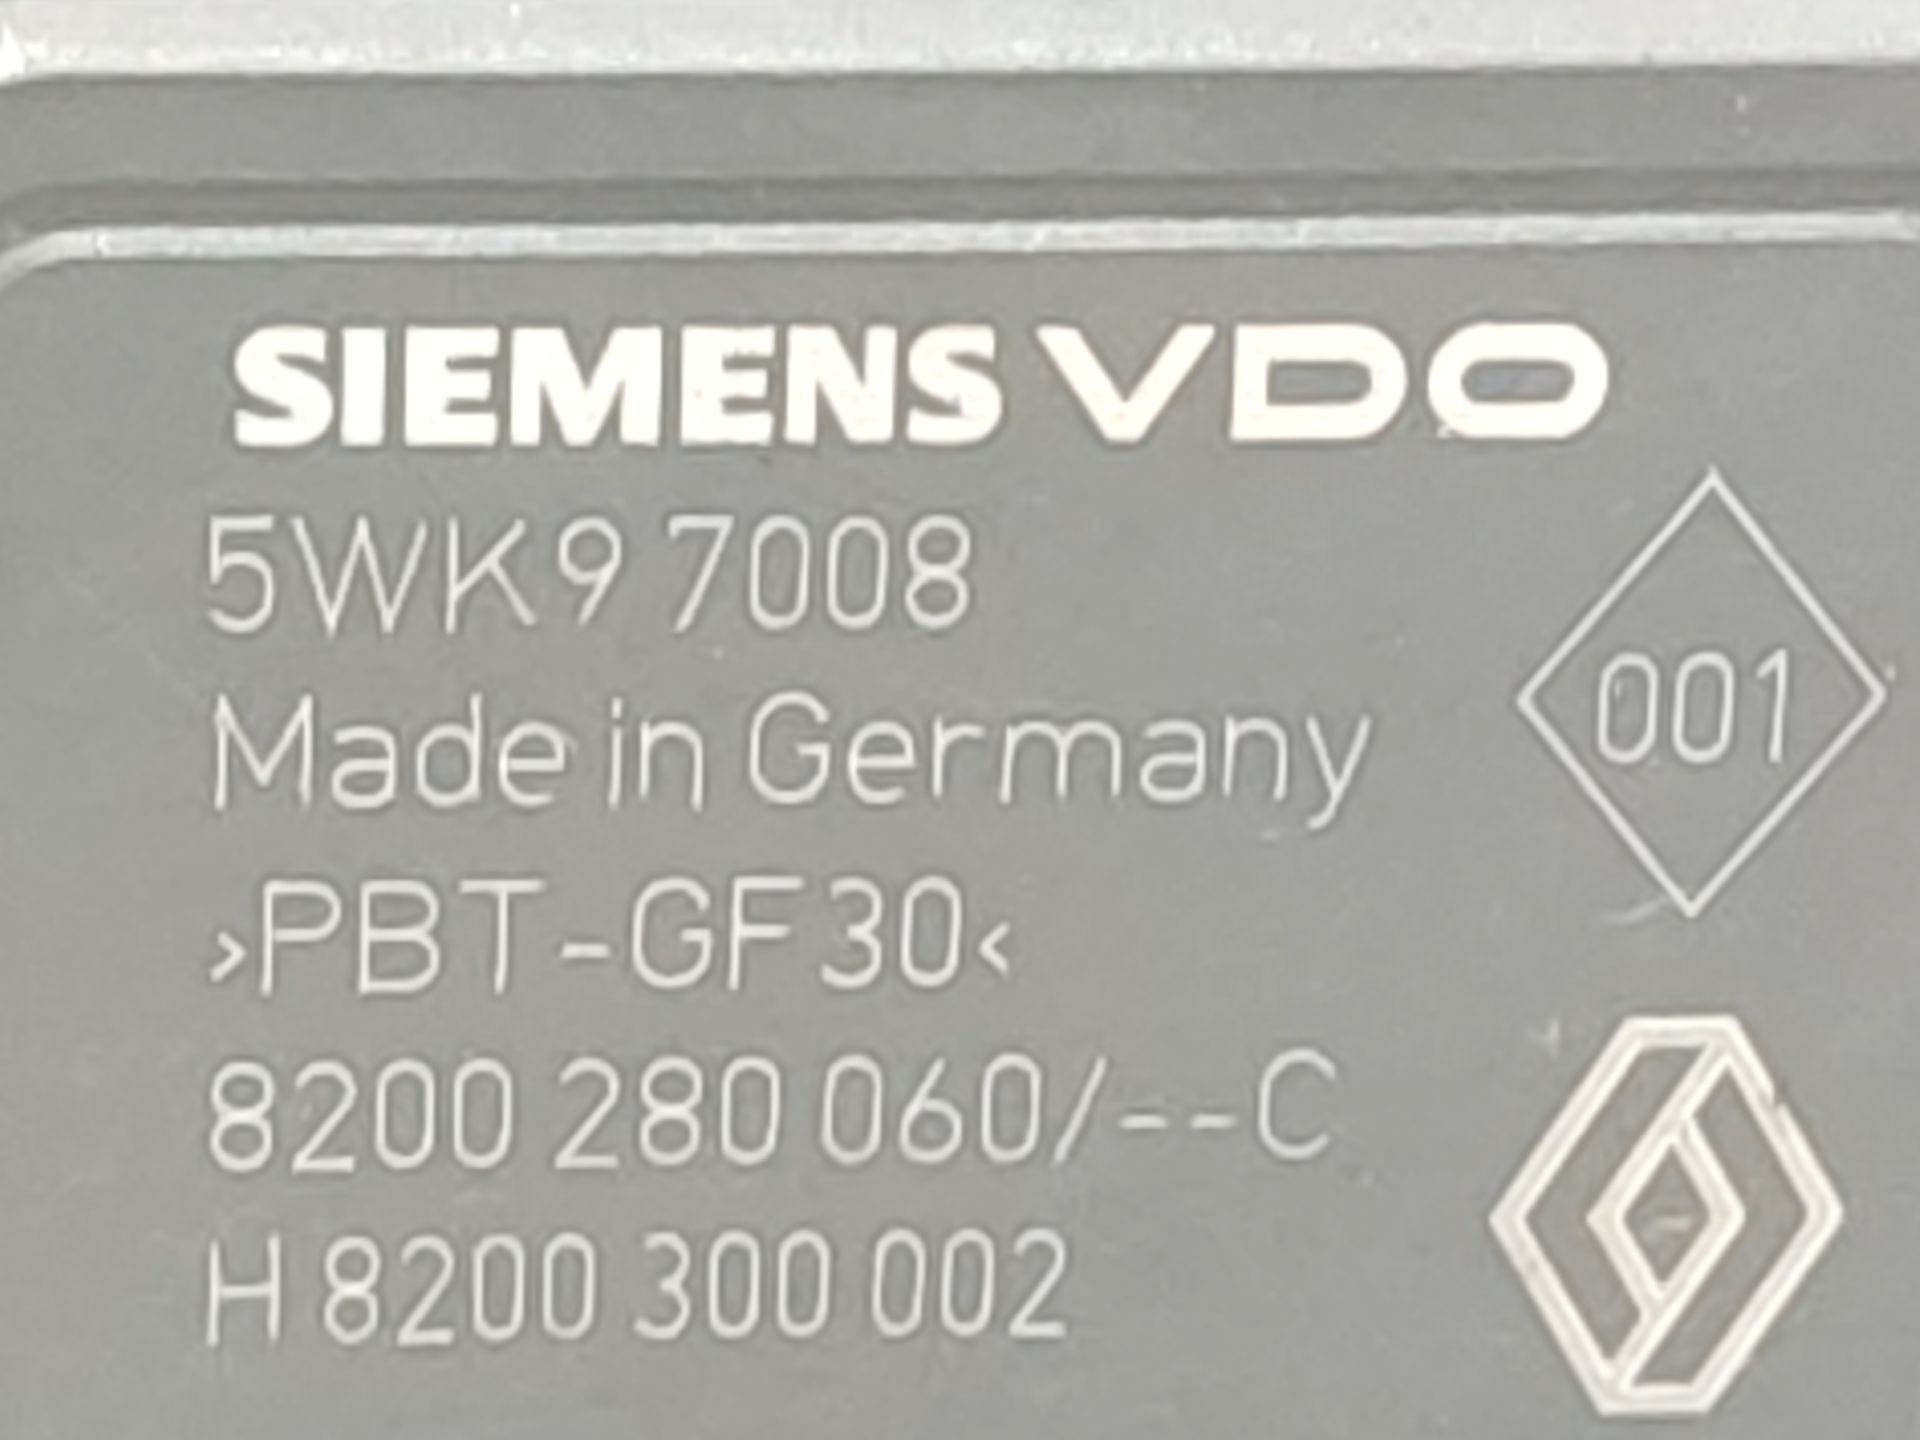 SIEMENS VDO
5WK9 7008
001
Made in Germany
>PBT-GF30<
8200 280 060/--C
H 8200 300 002